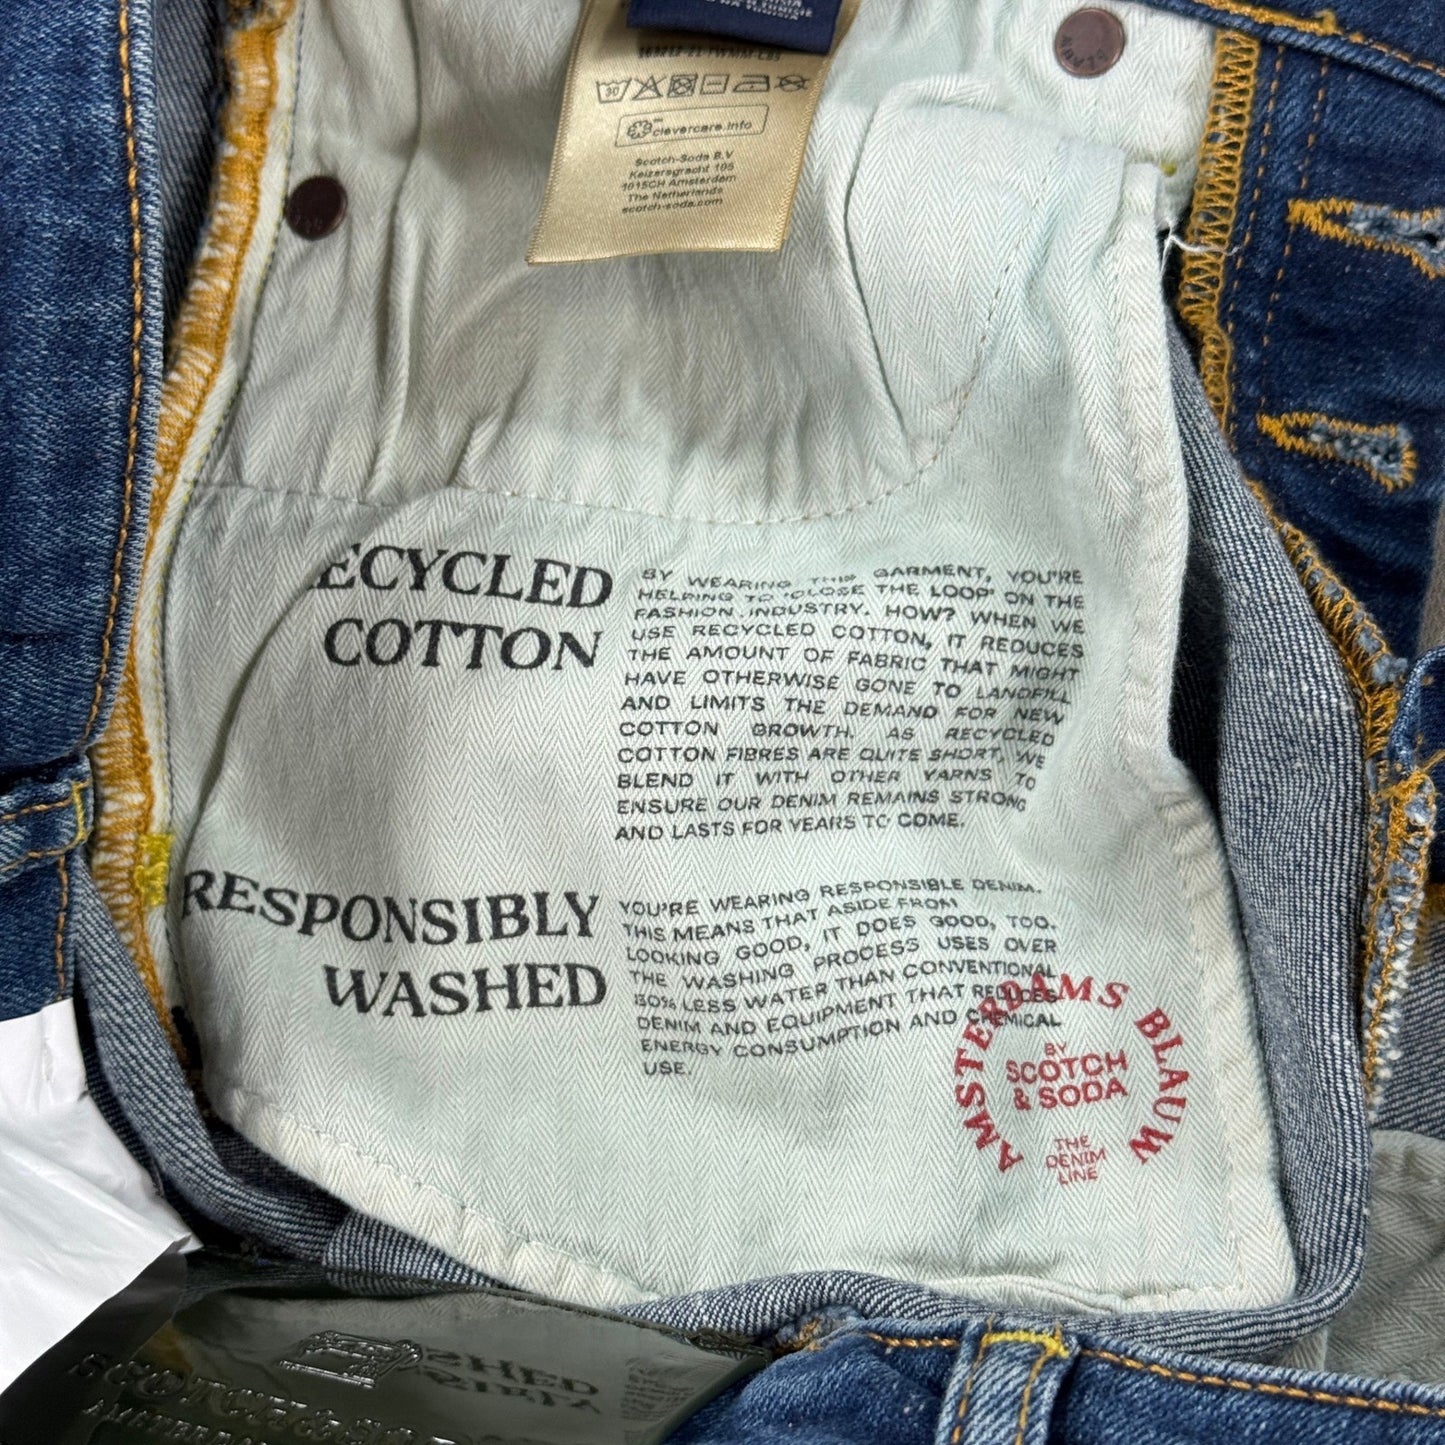 clevercare.info
Scotch-Soda B.V
Keizersgracht 105
1015CH Amsterdam
The Netherlands
scotch-soda.com
ECYCLED
COTTON
BY WEARING THIS GARMENT, YOU'RE
HELPING TO 'CLOSE THE LOOP' ON THE
FASHION INDUSTRY. HOW? WHEN WE
USE RECYCLED COTTON, IT REDUCES
THE AMOUNT OF FABRIC THAT MIGHT
HAVE OTHERWISE GONE TO LANDFILL
AND LIMITS THE DEMAND FOR NEW
COTTON GROWTH. AS RECYCLED
COTTON FIBRES ARE QUITE SHORT, WE
BLEND IT WITH OTHER YARNS TO
ENSURE OUR DENIM REMAINS STRONG
AND LASTS FOR YEARS TO COME.
RESPONSIBLY
WASHED
YOU'RE WEARING RESPONSIBLE DENIM.
THIS MEANS THAT ASIDE FROM
LOOKING GOOD, IT DOES GOOD, TOO.
THE WASHING PROCESS USES OVER
50% LESS WATER THAN CONVENTIONAL
DENIM AND EQUIPMENT THAT REDUCES
ENERGY CONSUMPTION AND CHEMICAL
USE.
AMSTERDAMS BLAUW
BY
SCOTCH
& SODA
THE
DENIM
LINE